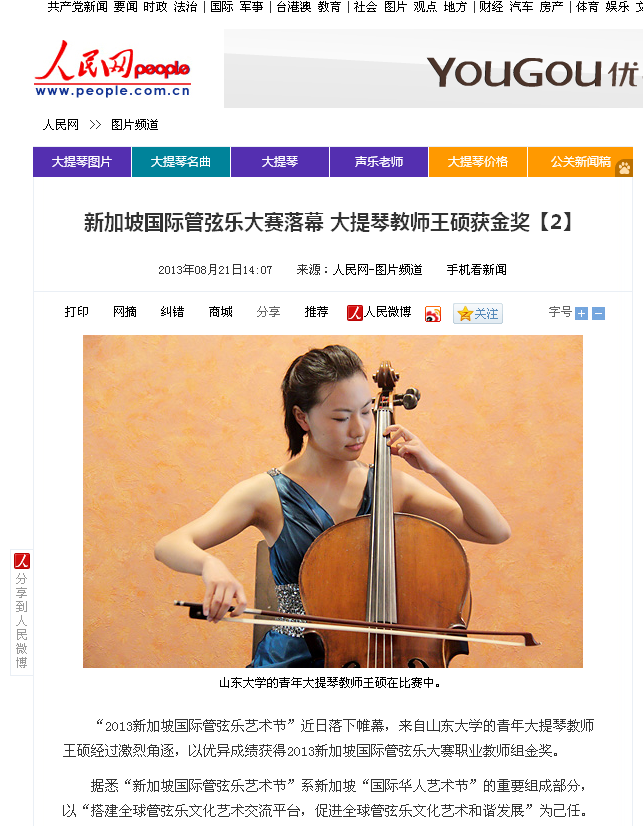 共产党新闻 要闻 时政 法治 | 国际 军事 | 台港澳 教育 | 社会 图片 观点 地方 | 财经 汽车 房产 | 体育 娱乐
人民网 people
www.people.com.cn
YOUGOU 优
人民网 >> 图片频道
大提琴图片 大提琴名曲 大提琴 声乐老师 大提琴价格 公关新闻稿
新加坡国际管弦乐大赛落幕 大提琴教师王硕获金奖【2】
2013年08月21日14:07 来源：人民网-图片频道 手机看新闻
打印 网摘 纠错 商城 分享 推荐 人 人民微博 关注 字号 + −
人
分享到人民微博
山东大学的青年大提琴教师王硕在比赛中。
“2013新加坡国际管弦乐艺术节”近日落下帷幕，来自山东大学的青年大提琴教师
王硕经过激烈角逐，以优异成绩获得2013新加坡国际管弦乐大赛职业教师组金奖。
据悉“新加坡国际管弦乐艺术节”系新加坡“国际华人艺术节”的重要组成部分，
以“搭建全球管弦乐文化艺术交流平台，促进全球管弦乐文化艺术和谐发展”为己任。